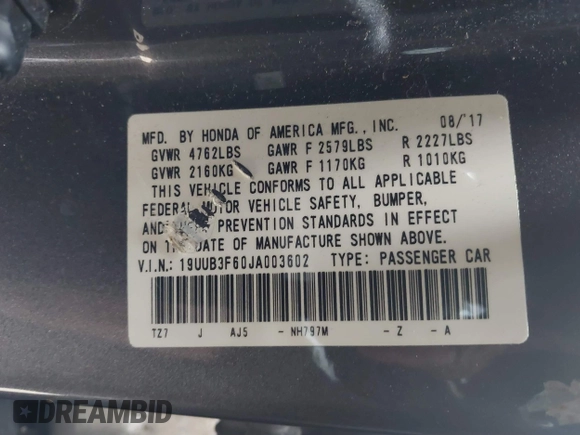 MFD. BY HONDA OF AMERICA MFG., INC. 08/'17
GVWR 4762LBS GAWR F 2579LBS R 2227LBS
GVWR 2160KG GAWR F 1170KG R 1010KG
THIS VEHICLE CONFORMS TO ALL APPLICABLE
FEDERAL MOTOR VEHICLE SAFETY, BUMPER,
AND PREVENTION STANDARDS IN EFFECT
ON THE DATE OF MANUFACTURE SHOWN ABOVE.
V.I.N.: 19UUB3F60JA003602 TYPE: PASSENGER CAR
TZ7 J AJ5 - NH797M - Z - A
DREAMBID